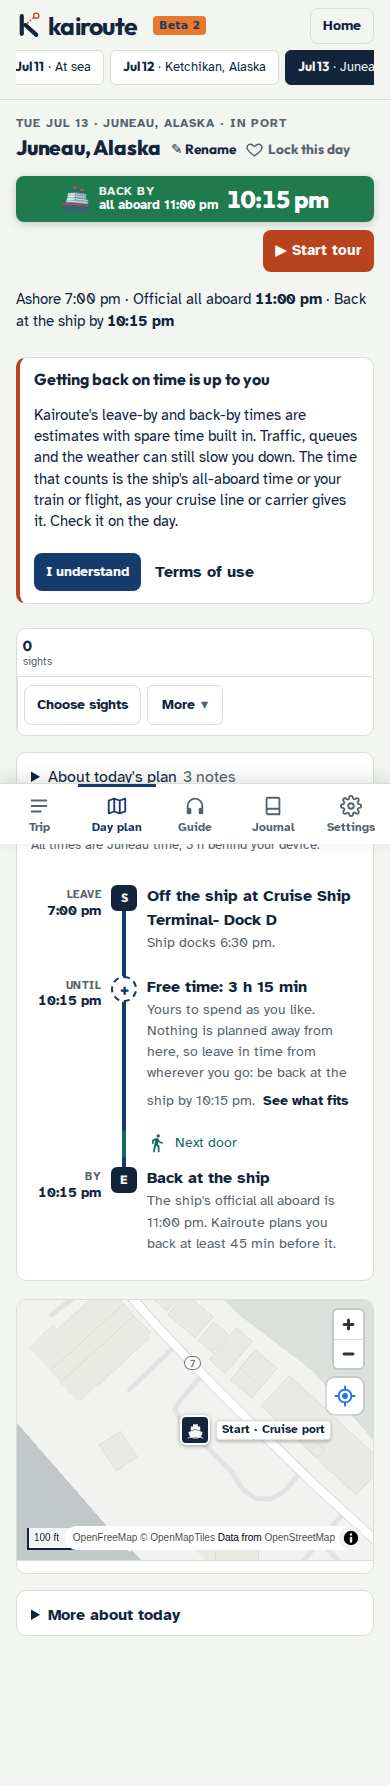 kairoute Beta 2 Home
Jul 11 · At sea Jul 12 · Ketchikan, Alaska Jul 13 · Junea
TUE JUL 13 · JUNEAU, ALASKA · IN PORT
Juneau, Alaska ✎ Rename Lock this day
BACK BY
all aboard 11:00 pm 10:15 pm
▶ Start tour
Ashore 7:00 pm · Official all aboard 11:00 pm · Back
at the ship by 10:15 pm
Getting back on time is up to you
Kairoute's leave-by and back-by times are
estimates with spare time built in. Traffic, queues
and the weather can still slow you down. The time
that counts is the ship's all-aboard time or your
train or flight, as your cruise line or carrier gives
it. Check it on the day.
I understand Terms of use
0
sights
Choose sights More ▾
▶ About today's plan 3 notes
Trip Day plan Guide Journal Settings
All times are Juneau time, 3 h behind your device.
LEAVE
7:00 pm
S
Off the ship at Cruise Ship
Terminal- Dock D
Ship docks 6:30 pm.
UNTIL
10:15 pm
+
Free time: 3 h 15 min
Yours to spend as you like.
Nothing is planned away from
here, so leave in time from
wherever you go: be back at the
ship by 10:15 pm. See what fits
Next door
BY
10:15 pm
E
Back at the ship
The ship's official all aboard is
11:00 pm. Kairoute plans you
back at least 45 min before it.
+
−
7
Start · Cruise port
100 ft OpenFreeMap © OpenMapTiles Data from OpenStreetMap
▶ More about today